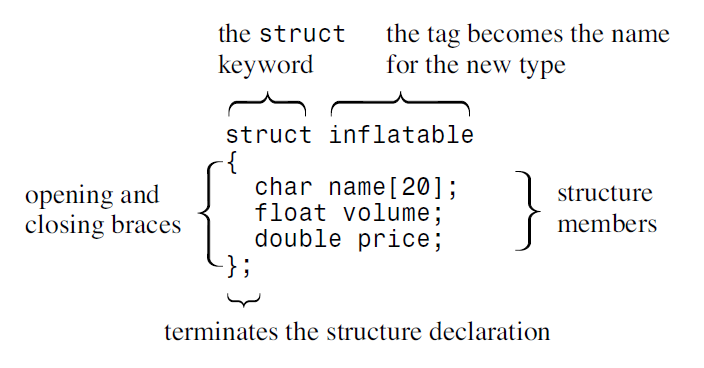 the struct
keyword
the tag becomes the name
for the new type
struct inflatable
{
char name[20];
float volume;
double price;
};
opening and
closing braces
structure
members
terminates the structure declaration